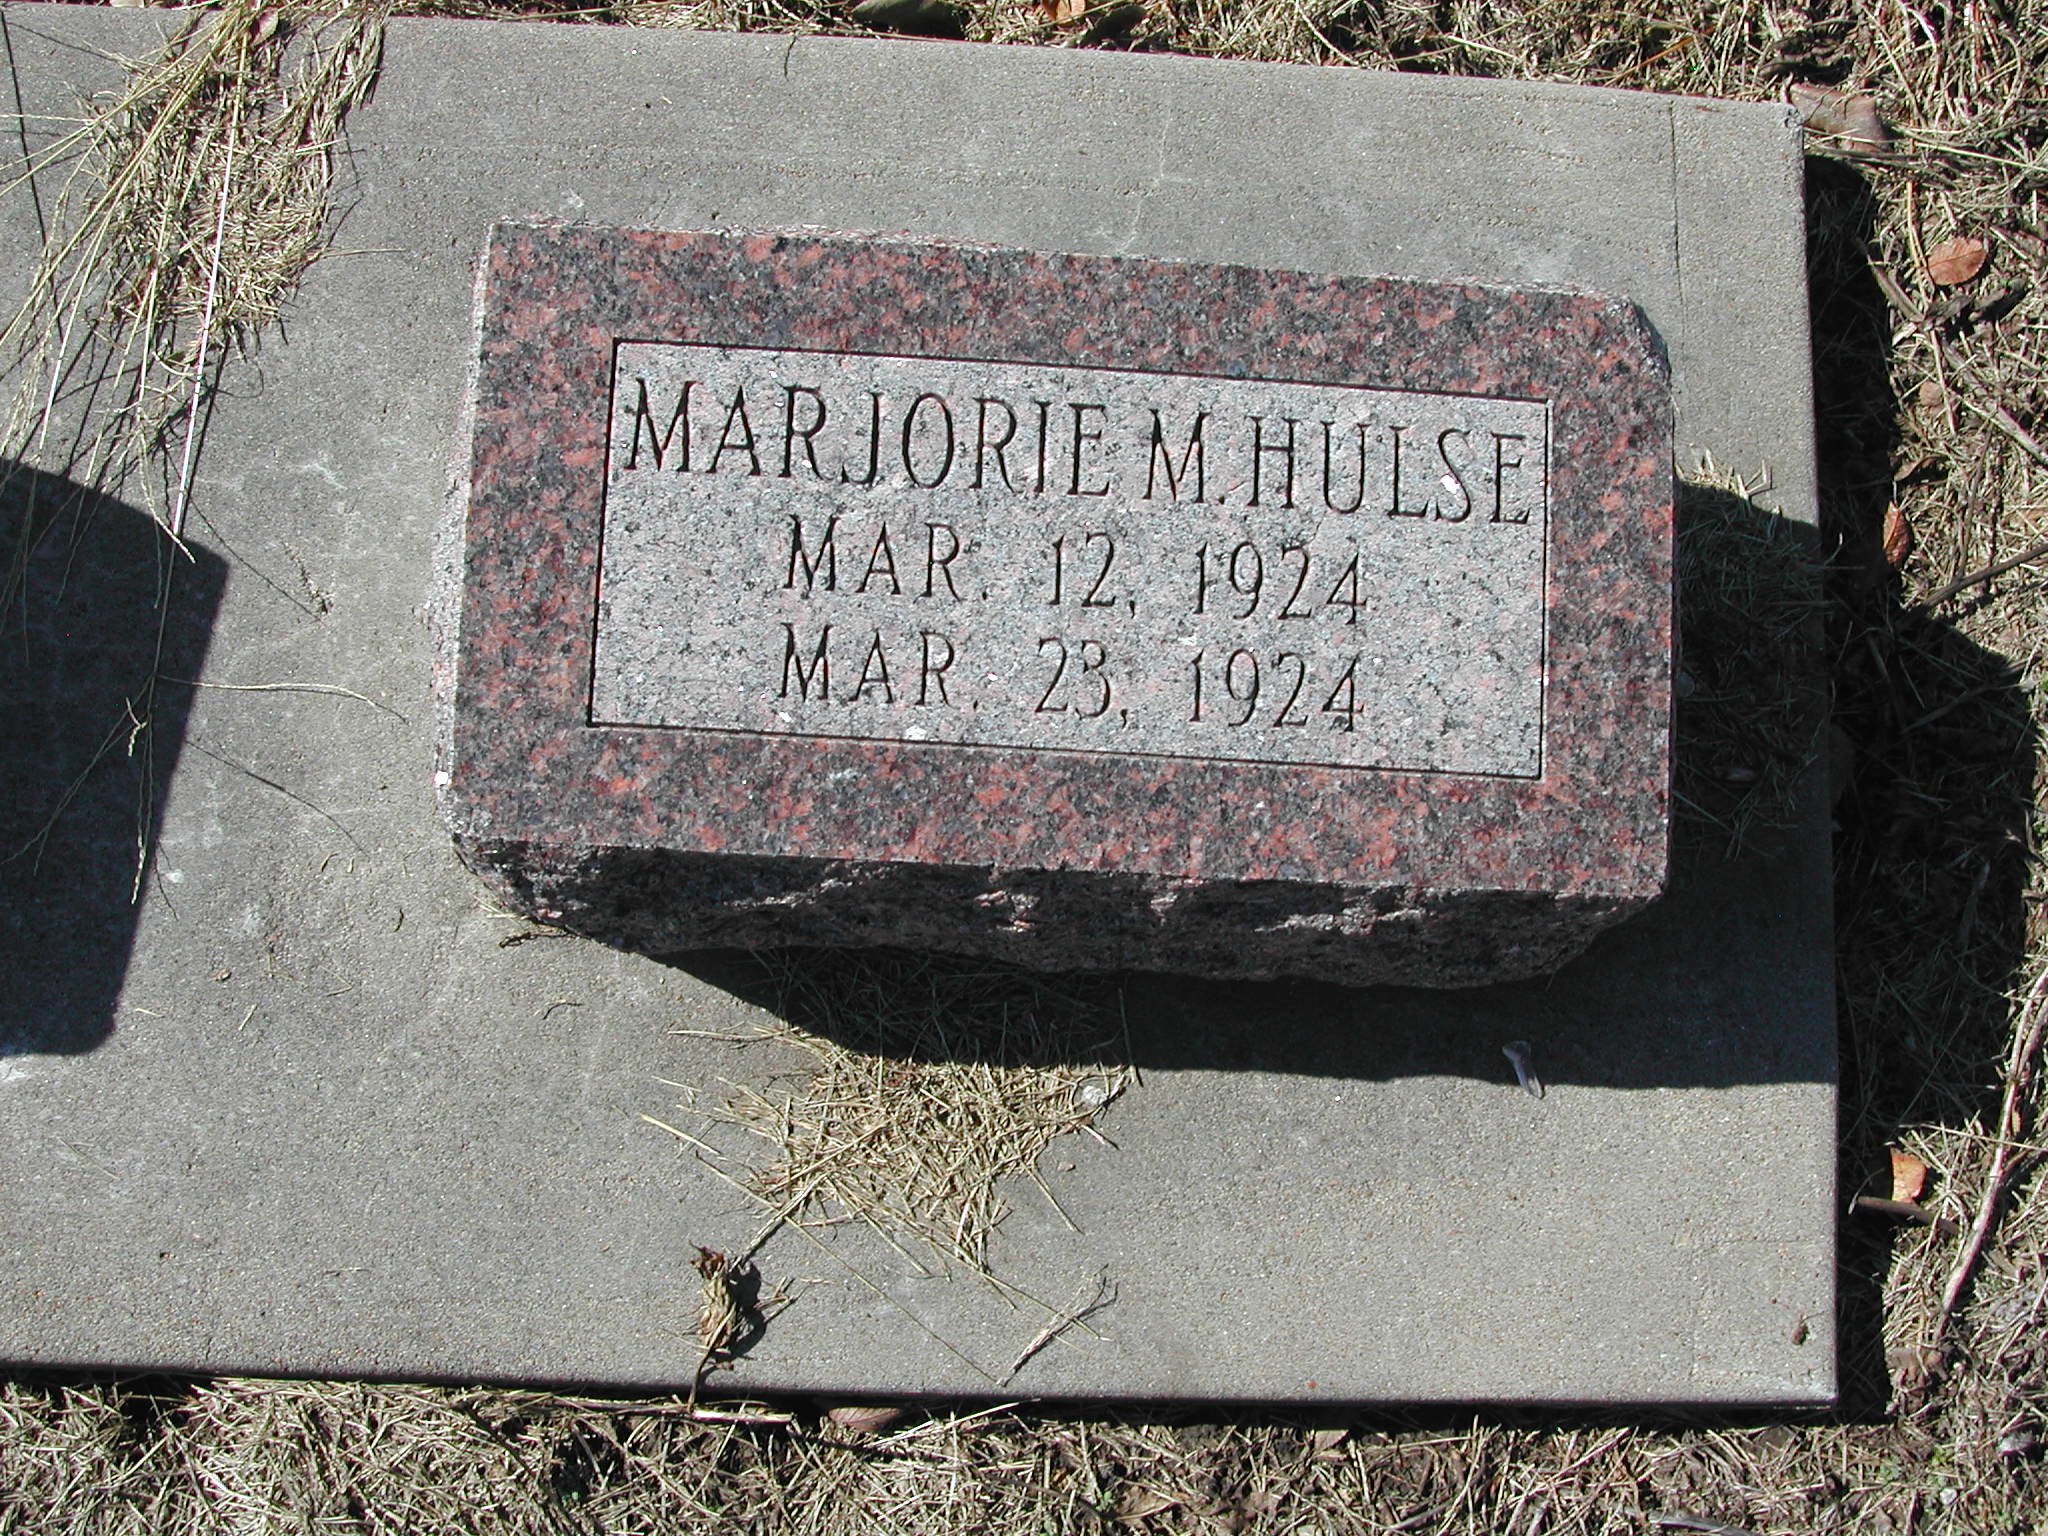 MARJORIE M. HULSE
MAR. 12, 1924
MAR. 23, 1924